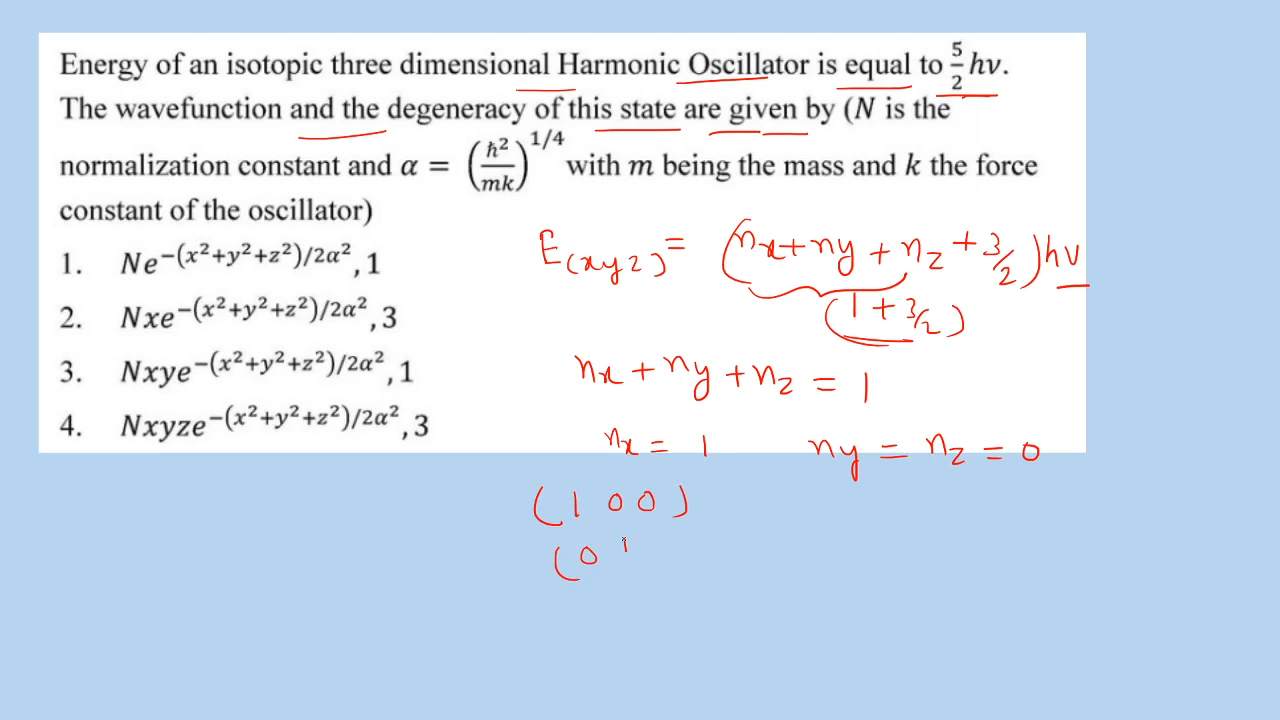 Energy of an isotopic three dimensional Harmonic Oscillator is equal to 5/2 hν.
The wavefunction and the degeneracy of this state are given by (N is the
normalization constant and α = (ħ²/mk)^1/4 with m being the mass and k the force
constant of the oscillator)
1. Ne^−(x²+y²+z²)/2α², 1
2. Nxe^−(x²+y²+z²)/2α², 3
3. Nxye^−(x²+y²+z²)/2α², 1
4. Nxyze^−(x²+y²+z²)/2α², 3
E(xyz) = (nx+ny+nz+3/2)hν
(1+3/2)
nx+ny+nz = 1
nx = 1 ny = nz = 0
(1 0 0)
(0 1